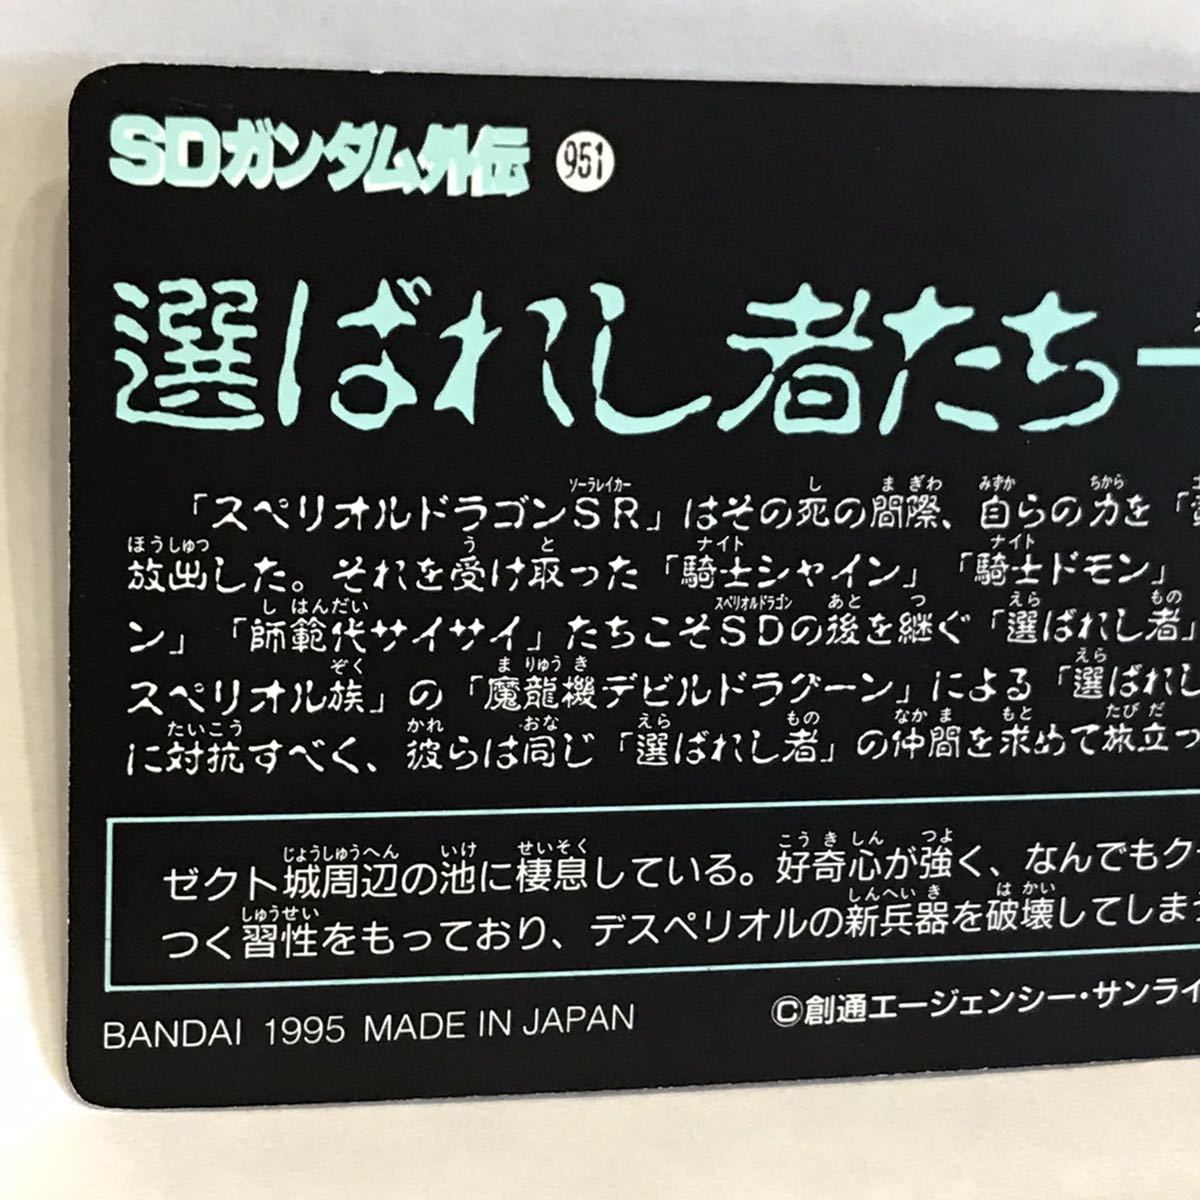 SDガンダム外伝 951
選ばれし者たち
「スペリオルドラゴンSR」はその死の間際、自らの力を「
放出した。それを受け取った「騎士シャイン」「騎士ドモン」
ン」「師範代サイサイ」たちこそSDの後を継ぐ「選ばれし者」
スペリオル族」の「魔龍機デビルドラグーン」による「選ばれし
に対抗すべく、彼らは同じ「選ばれし者」の仲間を求めて旅立つ
ゼクト城周辺の池に棲息している。好奇心が強く、なんでもク
つく習性をもっており、デスペリオルの新兵器を破壊してしま
BANDAI 1995 MADE IN JAPAN ©創通エージェンシー・サンライ